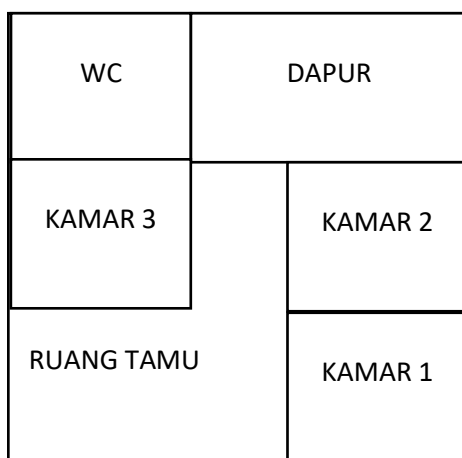 WC
DAPUR
KAMAR 3
KAMAR 2
RUANG TAMU
KAMAR 1